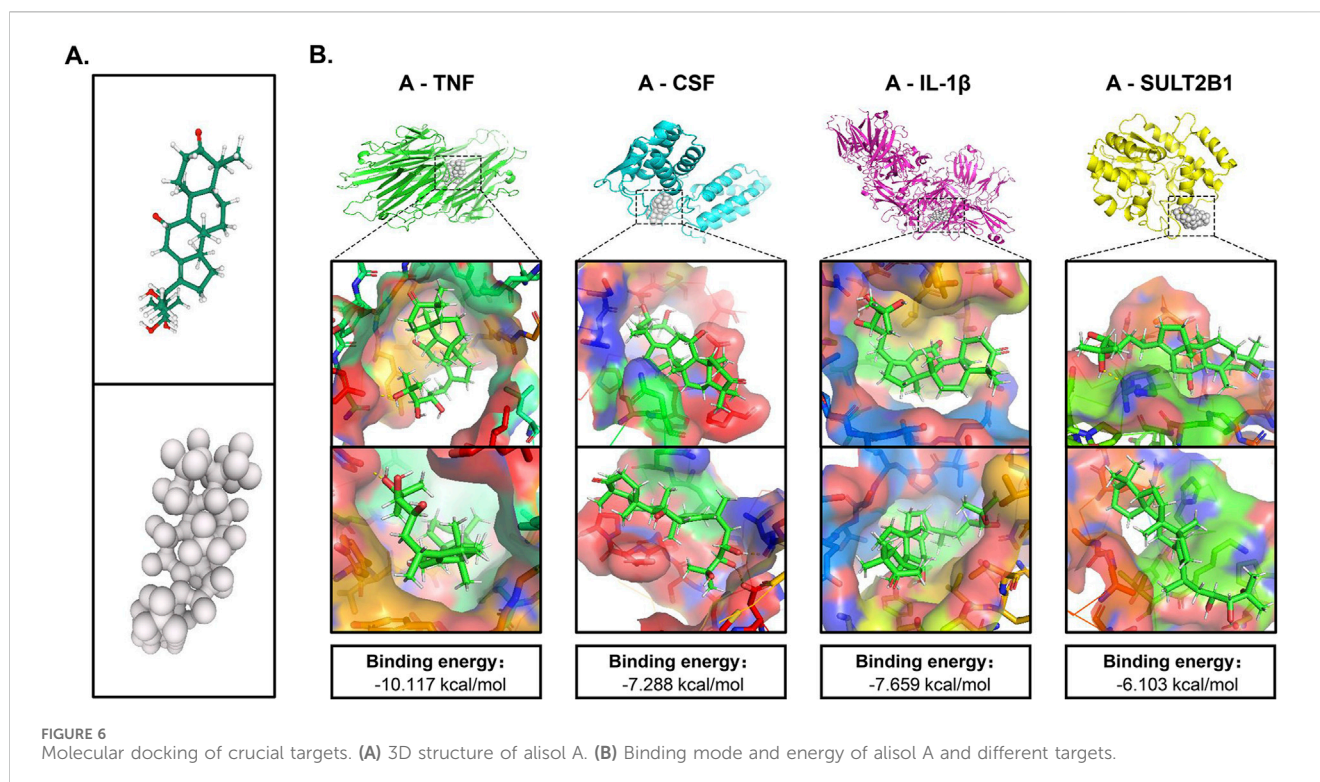 A.
B.
A - TNF
A - CSF
A - IL-1β
A - SULT2B1
Binding energy：
-10.117 kcal/mol
Binding energy：
-7.288 kcal/mol
Binding energy：
-7.659 kcal/mol
Binding energy：
-6.103 kcal/mol
FIGURE 6
Molecular docking of crucial targets. (A) 3D structure of alisol A. (B) Binding mode and energy of alisol A and different targets.